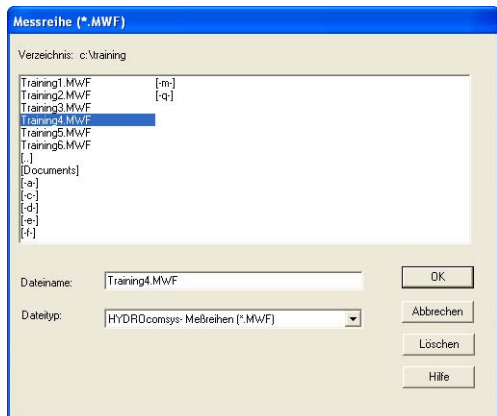 Messreihe (*.MWF)
Verzeichnis: c:\training
Training1.MWF
Training2.MWF
Training3.MWF
Training4.MWF
Training5.MWF
Training6.MWF
[..]
[Documents]
[-a-]
[-c-]
[-d-]
[-e-]
[-f-]
[-m-]
[-q-]
Dateiname: Training4.MWF
Dateityp: HYDROcomsys- Meßreihen (*.MWF)
OK
Abbrechen
Löschen
Hilfe